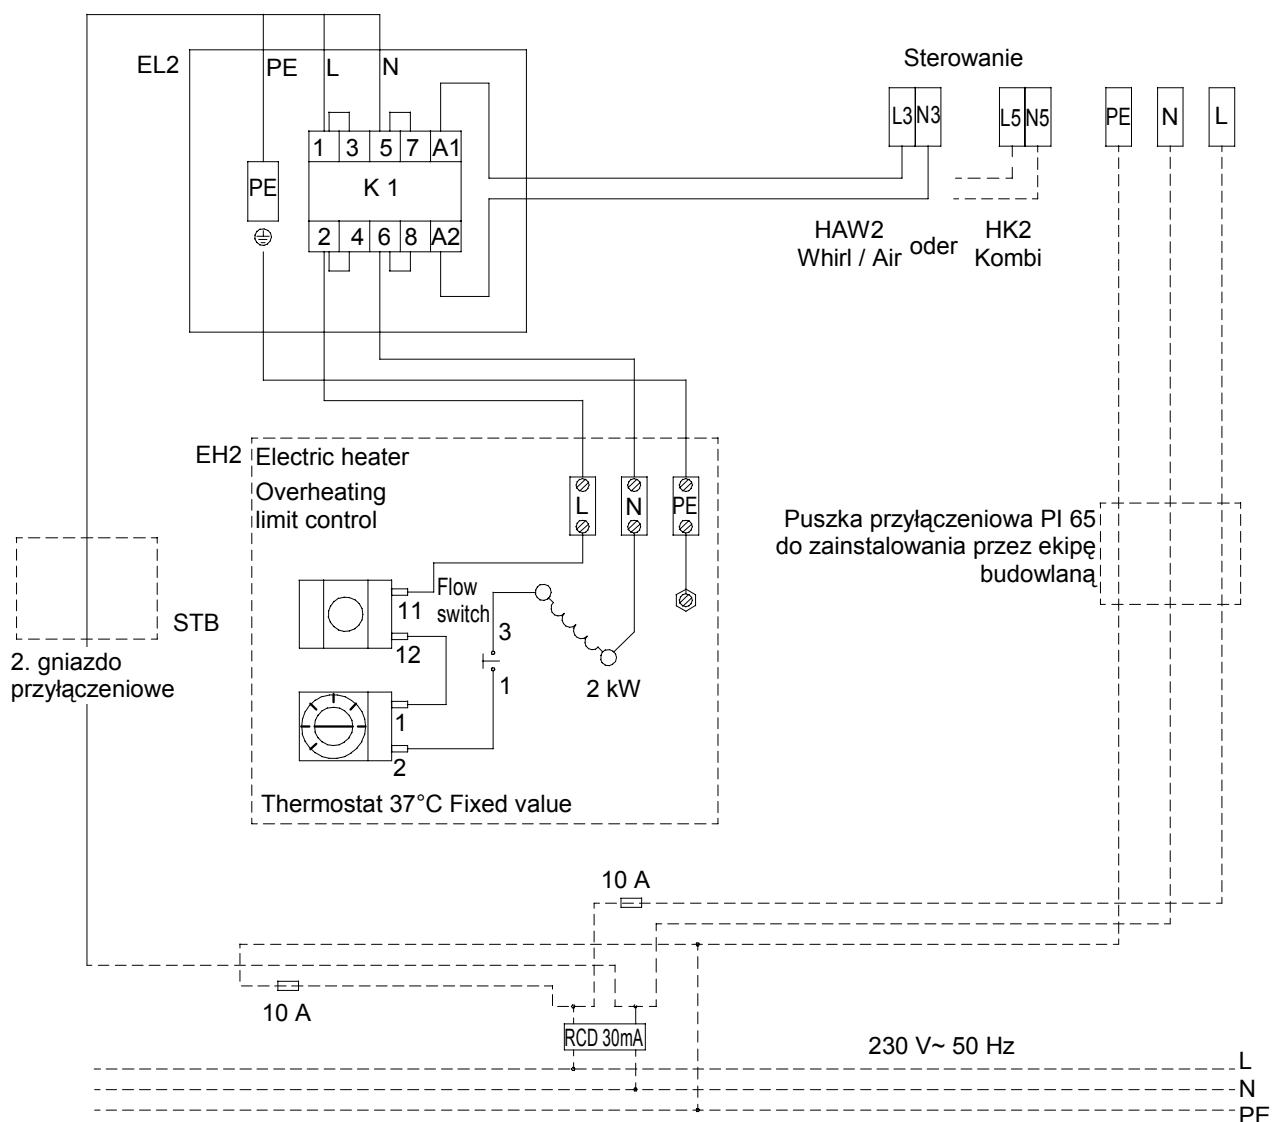 EL2
PE
L
N
1
3
5
7
A1
PE
K 1
2
4
6
8
A2
Sterowanie
L3
N3
L5
N5
PE
N
L
HAW2
Whirl / Air
oder
HK2
Kombi
EH2
Electric heater
Overheating
limit control
L
N
PE
11
Flow
switch
12
3
1
2 kW
1
2
Thermostat 37°C Fixed value
STB
2. gniazdo
przyłączeniowe
Puszka przyłączeniowa PI 65
do zainstalowania przez ekipę
budowlaną
10 A
10 A
RCD 30mA
230 V~ 50 Hz
L
N
PE